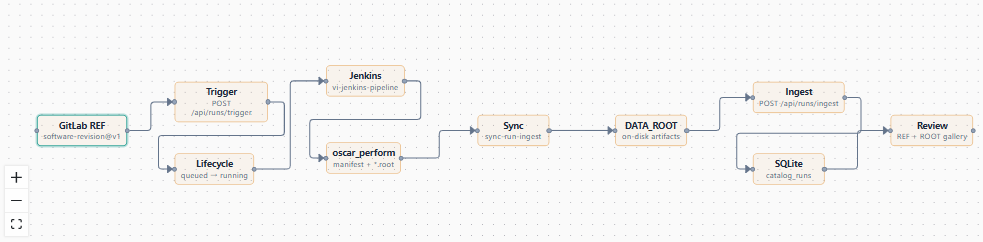 GitLab REF
software-revision@v1
Trigger
POST
/api/runs/trigger
Lifecycle
queued → running
Jenkins
vi-jenkins-pipeline
oscar_perform
manifest + *.root
Sync
sync-run-ingest
DATA_ROOT
on-disk artifacts
Ingest
POST /api/runs/ingest
SQLite
catalog_runs
Review
REF + ROOT gallery